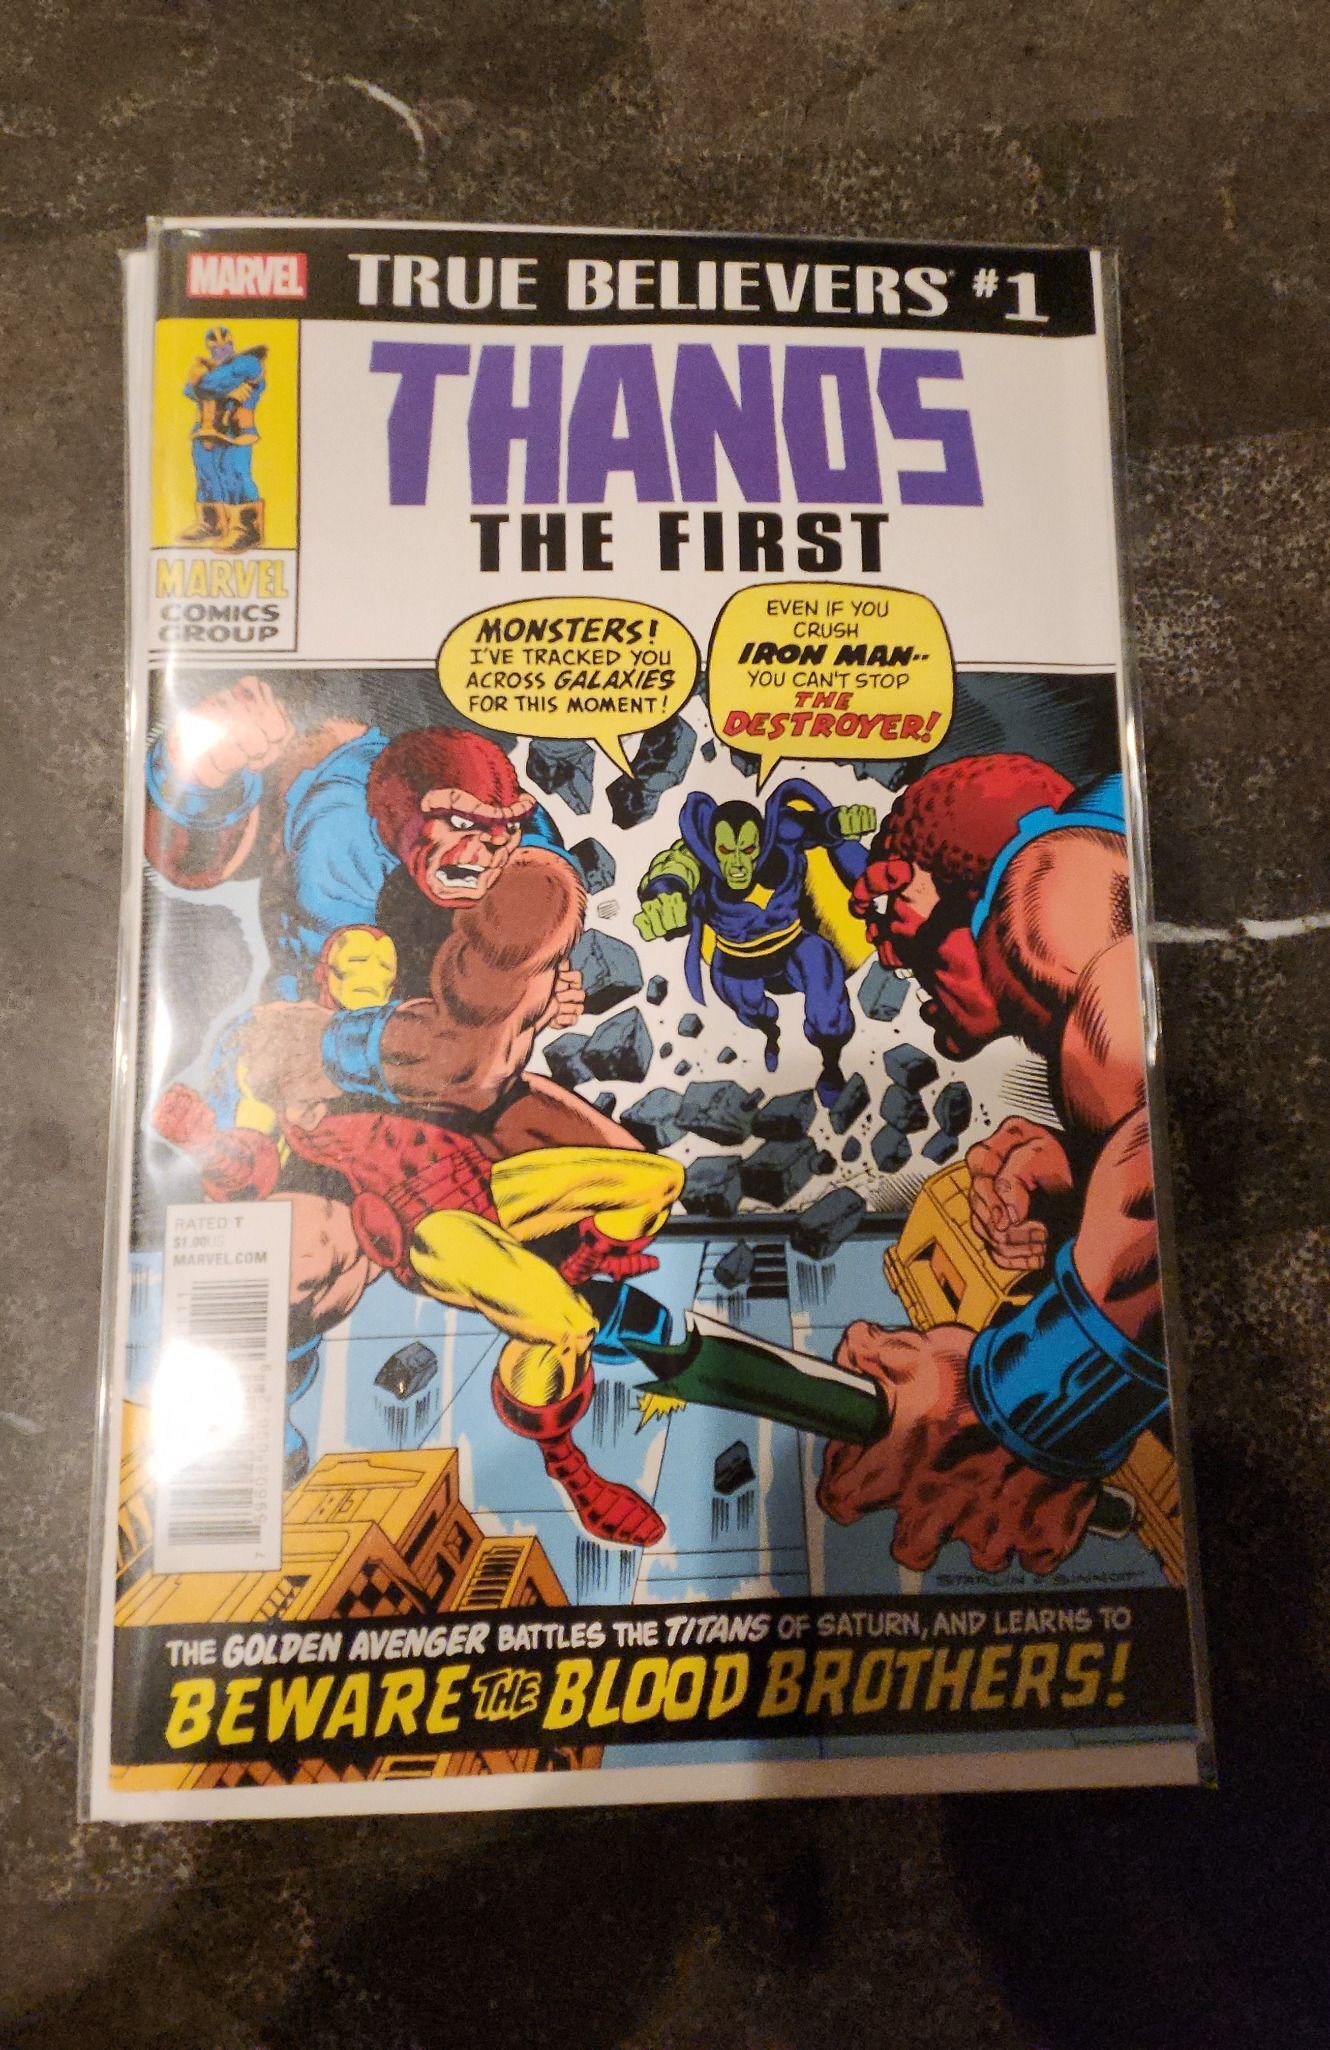 MARVEL
TRUE BELIEVERS #1
THANOS
THE FIRST
MARVEL
COMICS
GROUP
MONSTERS!
I'VE TRACKED YOU
ACROSS GALAXIES
FOR THIS MOMENT!
EVEN IF YOU
CRUSH
IRON MAN--
YOU CAN'T STOP
THE
DESTROYER!
RATED T
$1.00US
MARVEL.COM
STARLIN & SINNOTT
THE GOLDEN AVENGER BATTLES THE TITANS OF SATURN, AND LEARNS TO
BEWARE THE BLOOD BROTHERS!